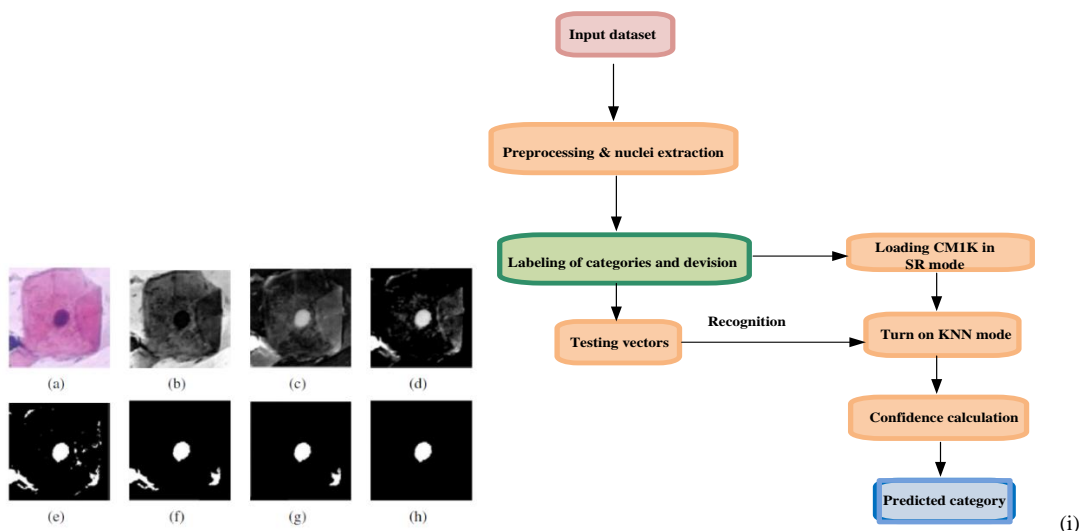 Input dataset
Preprocessing & nuclei extraction
Labeling of categories and devision
Loading CM1K in
SR mode
Testing vectors
Recognition
Turn on KNN mode
Confidence calculation
Predicted category
(a) (b) (c) (d)
(e) (f) (g) (h)
(i)